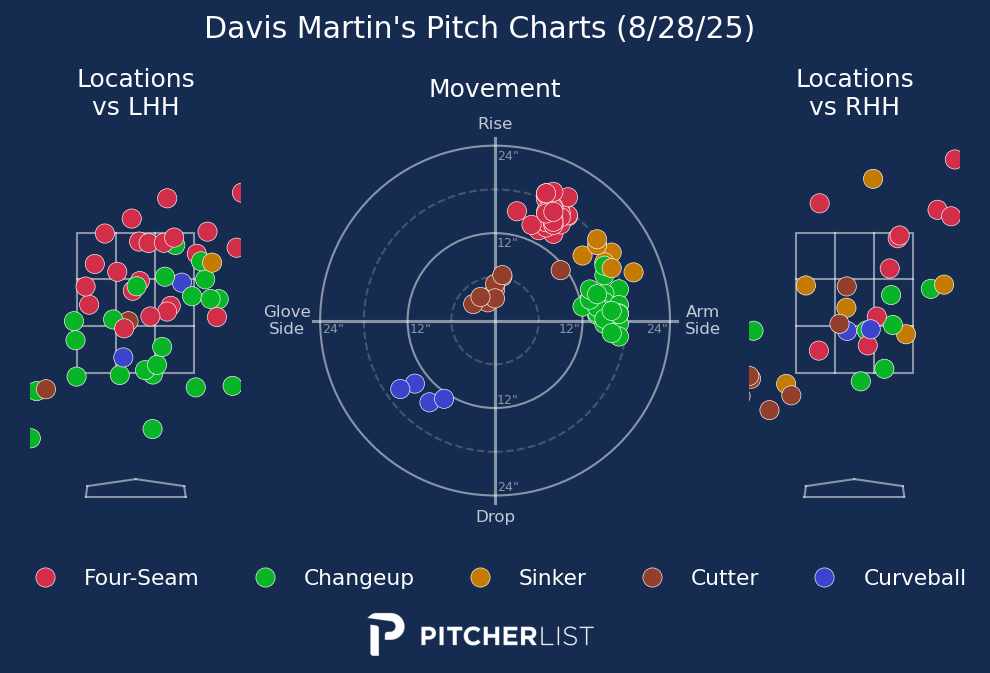 Davis Martin's Pitch Charts (8/28/25)
Locations
vs LHH
Movement
Locations
vs RHH
Rise
24"
12"
Glove
Side
24"
12"
12"
24"
Arm
Side
12"
24"
Drop
Four-Seam
Changeup
Sinker
Cutter
Curveball
PITCHERLIST